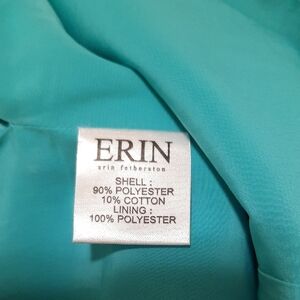 ERIN
erin fetherston
SHELL :
90% POLYESTER
10% COTTON
LINING :
100% POLYESTER